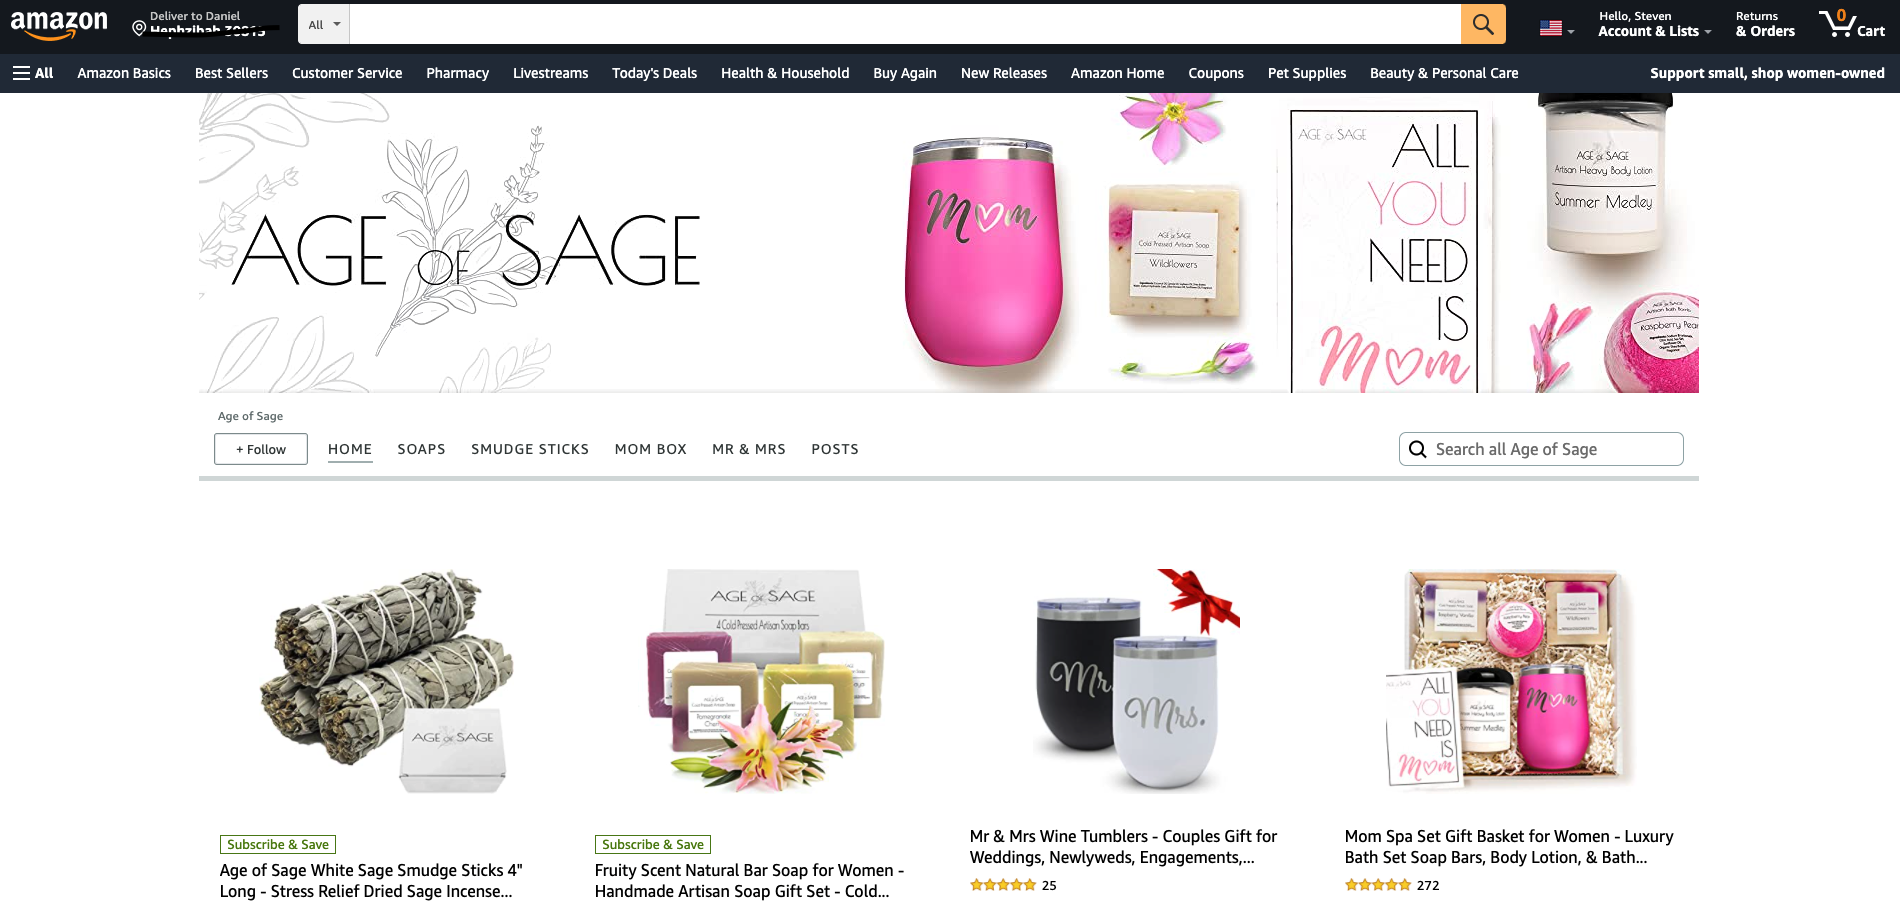 amazon
Deliver to Daniel
All
Hello, Steven
Account & Lists
Returns
& Orders
0
Cart
All
Amazon Basics
Best Sellers
Customer Service
Pharmacy
Livestreams
Today's Deals
Health & Household
Buy Again
New Releases
Amazon Home
Coupons
Pet Supplies
Beauty & Personal Care
Support small, shop women-owned
AGE OF SAGE
Mom
AGE OF SAGE
Cold Pressed Artisan Soap
Wildflowers
AGE OF SAGE
ALL
YOU
NEED
IS
Mom
AGE OF SAGE
Artisan Heavy Body Lotion
Summer Medley
AGE OF SAGE
Artisan Bath Bomb
Age of Sage
+ Follow
HOME
SOAPS
SMUDGE STICKS
MOM BOX
MR & MRS
POSTS
Search all Age of Sage
AGE OF SAGE
AGE OF SAGE
4 Cold Pressed Artisan Soap Bars
Pomegranate
Mr.
Mrs.
ALL
YOU
NEED
IS
Mom
Mom
Subscribe & Save
Age of Sage White Sage Smudge Sticks 4"
Long - Stress Relief Dried Sage Incense...
Subscribe & Save
Fruity Scent Natural Bar Soap for Women -
Handmade Artisan Soap Gift Set - Cold...
Mr & Mrs Wine Tumblers - Couples Gift for
Weddings, Newlyweds, Engagements,...
25
Mom Spa Set Gift Basket for Women - Luxury
Bath Set Soap Bars, Body Lotion, & Bath...
272